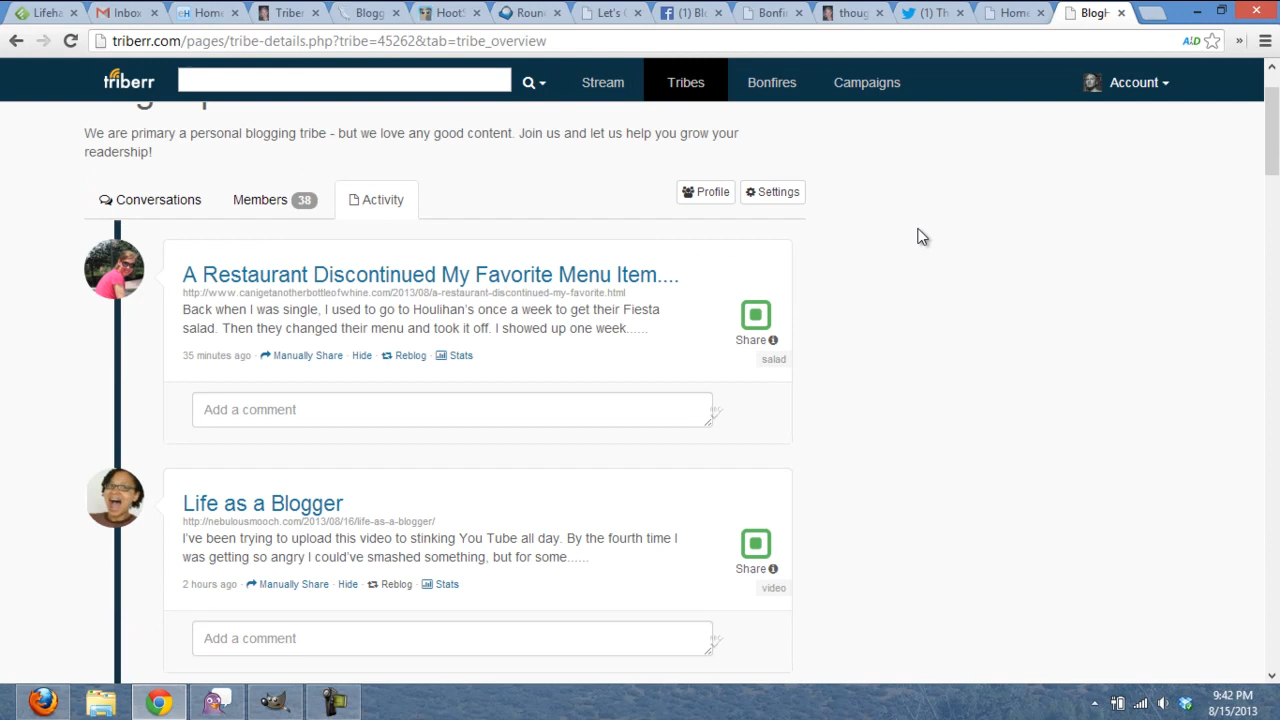 Lifeha
Inbox
Home
Triber
Blogg
HootS
Roun
Let's C
(1) Bl
Bonfi
thoug
(1) Th
Home
Blog
triberr.com/pages/tribe-details.php?tribe=45262&tab=tribe_overview
triberr
Stream
Tribes
Bonfires
Campaigns
Account
We are primary a personal blogging tribe - but we love any good content. Join us and let us help you grow your
readership!
Conversations
Members 38
Activity
Profile
Settings
A Restaurant Discontinued My Favorite Menu Item....
http://www.canigetanotherbottleofwhine.com/2013/08/a-restaurant-discontinued-my-favorite.html
Back when I was single, I used to go to Houlihan's once a week to get their Fiesta
salad. Then they changed their menu and took it off. I showed up one week......
Share
salad
35 minutes ago · Manually Share · Hide · Reblog · Stats
Add a comment
Life as a Blogger
http://nebulousmooch.com/2013/08/16/life-as-a-blogger/
I've been trying to upload this video to stinking You Tube all day. By the fourth time I
was getting so angry I could've smashed something, but for some......
Share
video
2 hours ago · Manually Share · Hide · Reblog · Stats
Add a comment
9:42 PM
8/15/2013